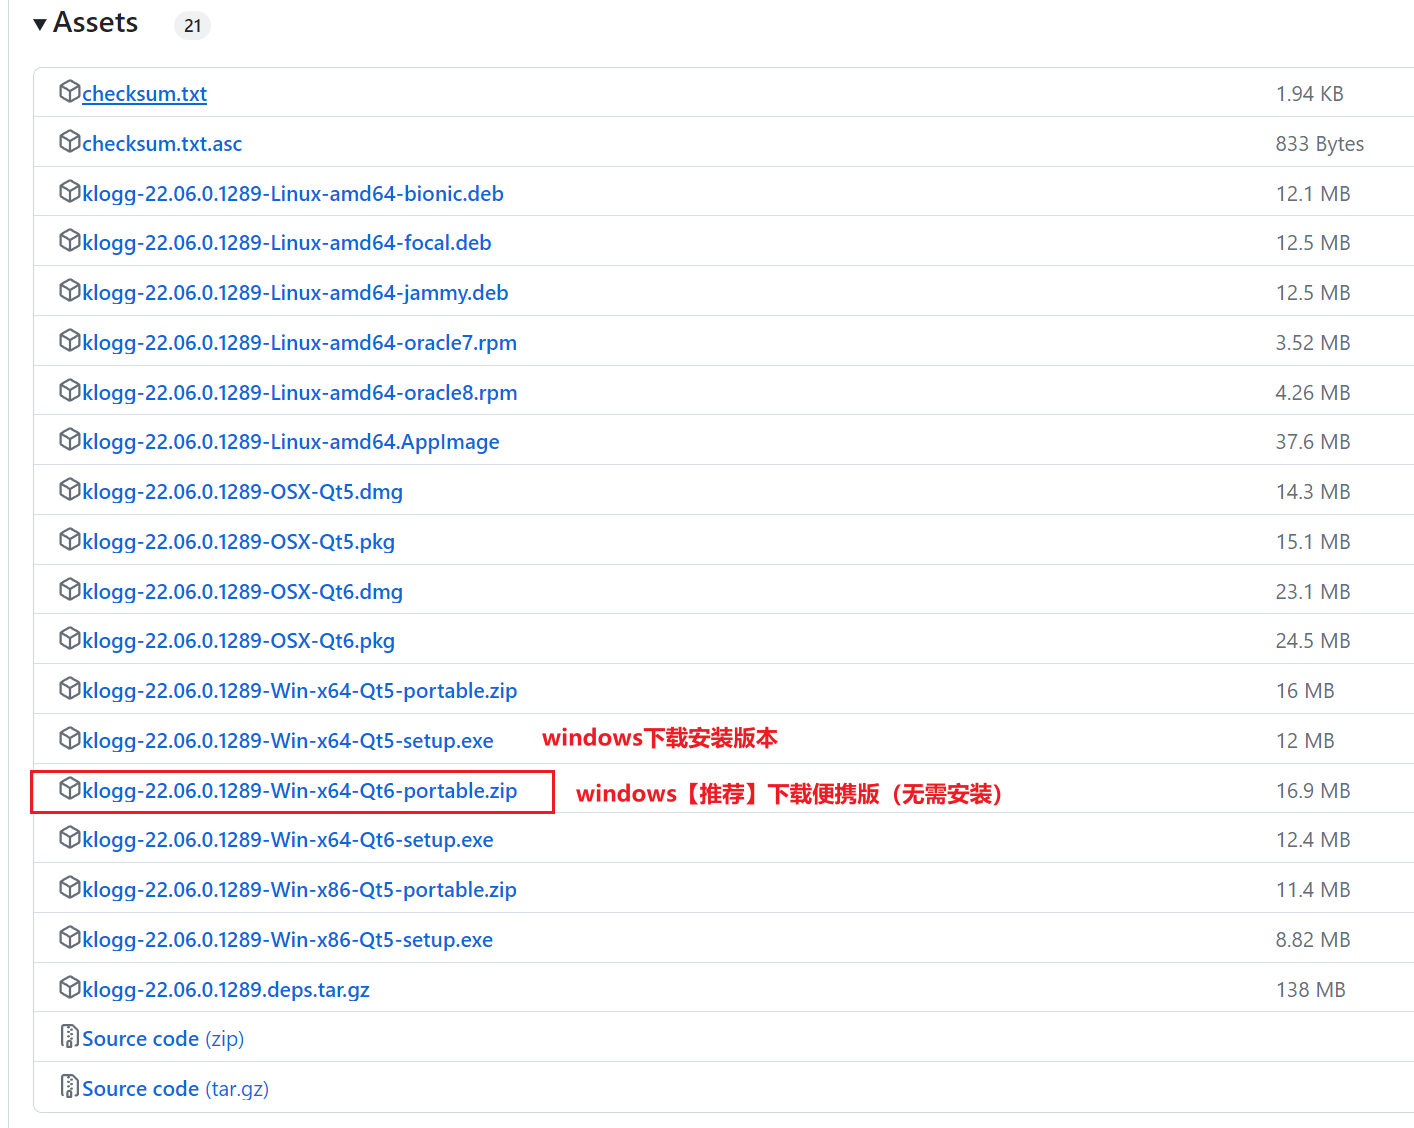 Assets 21
checksum.txt 1.94 KB
checksum.txt.asc 833 Bytes
klogg-22.06.0.1289-Linux-amd64-bionic.deb 12.1 MB
klogg-22.06.0.1289-Linux-amd64-focal.deb 12.5 MB
klogg-22.06.0.1289-Linux-amd64-jammy.deb 12.5 MB
klogg-22.06.0.1289-Linux-amd64-oracle7.rpm 3.52 MB
klogg-22.06.0.1289-Linux-amd64-oracle8.rpm 4.26 MB
klogg-22.06.0.1289-Linux-amd64.AppImage 37.6 MB
klogg-22.06.0.1289-OSX-Qt5.dmg 14.3 MB
klogg-22.06.0.1289-OSX-Qt5.pkg 15.1 MB
klogg-22.06.0.1289-OSX-Qt6.dmg 23.1 MB
klogg-22.06.0.1289-OSX-Qt6.pkg 24.5 MB
klogg-22.06.0.1289-Win-x64-Qt5-portable.zip 16 MB
klogg-22.06.0.1289-Win-x64-Qt5-setup.exe windows下载安装版本 12 MB
klogg-22.06.0.1289-Win-x64-Qt6-portable.zip windows【推荐】下载便携版（无需安装） 16.9 MB
klogg-22.06.0.1289-Win-x64-Qt6-setup.exe 12.4 MB
klogg-22.06.0.1289-Win-x86-Qt5-portable.zip 11.4 MB
klogg-22.06.0.1289-Win-x86-Qt5-setup.exe 8.82 MB
klogg-22.06.0.1289.deps.tar.gz 138 MB
Source code (zip)
Source code (tar.gz)